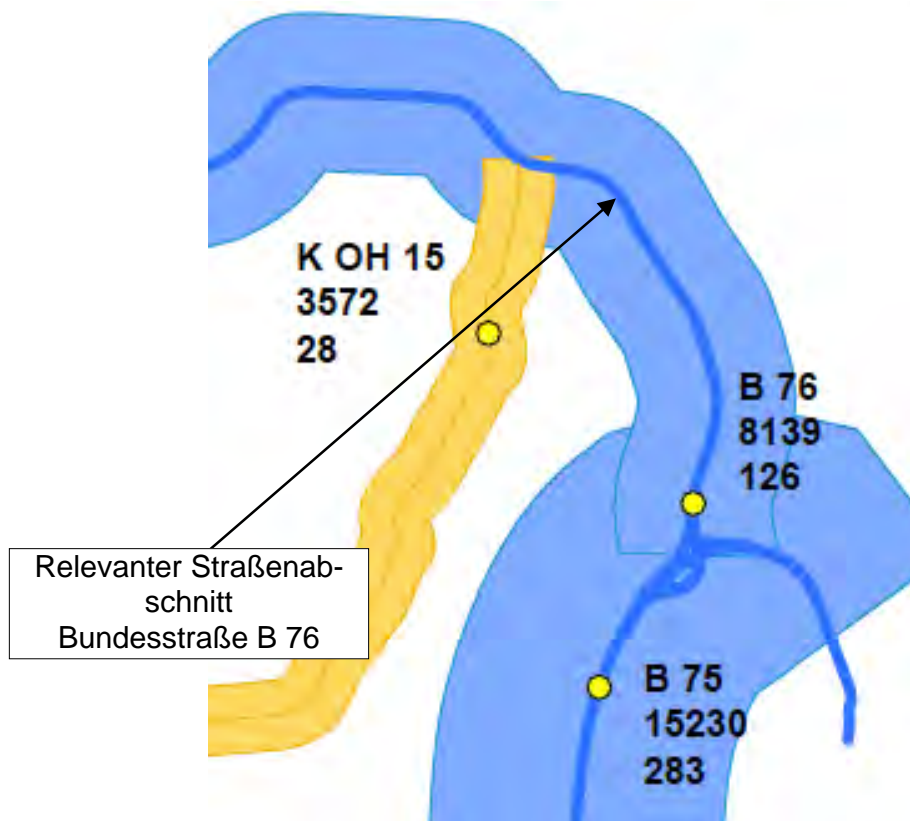 K OH 15
3572
28
B 76
8139
126
Relevanter Straßenab-
schnitt
Bundesstraße B 76
B 75
15230
283